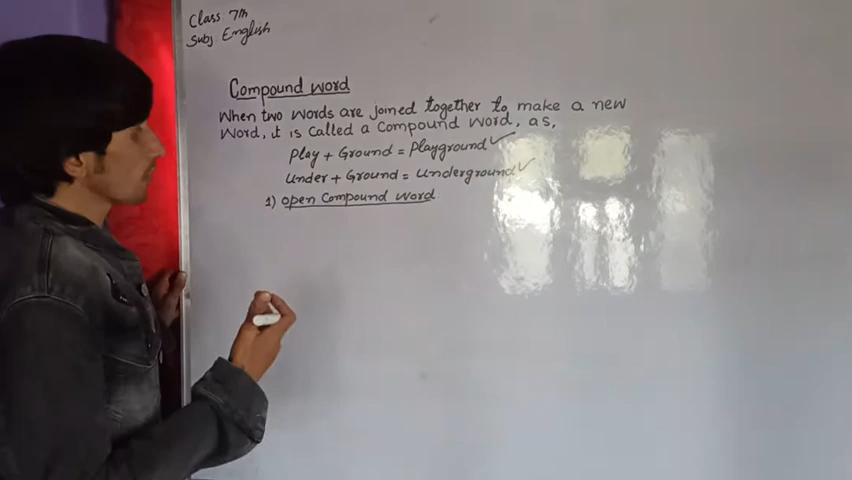 Class 7th
Subj English
Compound word
When two words are joined together to make a new
word, it is called a compound word, as,
Play + Ground = Playground ✓
Under + Ground = Underground ✓
1) open Compound word